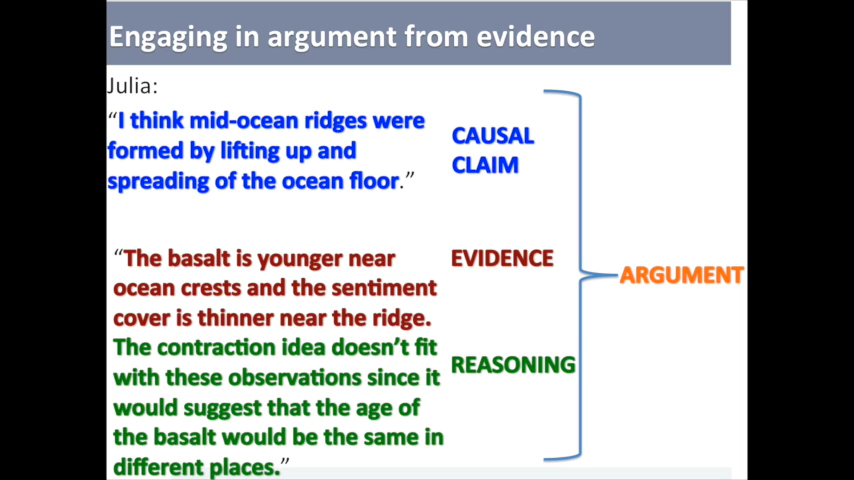 Engaging in argument from evidence
Julia:
“I think mid-ocean ridges were
formed by lifting up and
spreading of the ocean floor.”
CAUSAL
CLAIM
“The basalt is younger near
ocean crests and the sentiment
cover is thinner near the ridge.
EVIDENCE
The contraction idea doesn’t fit
with these observations since it
would suggest that the age of
the basalt would be the same in
different places.”
REASONING
ARGUMENT